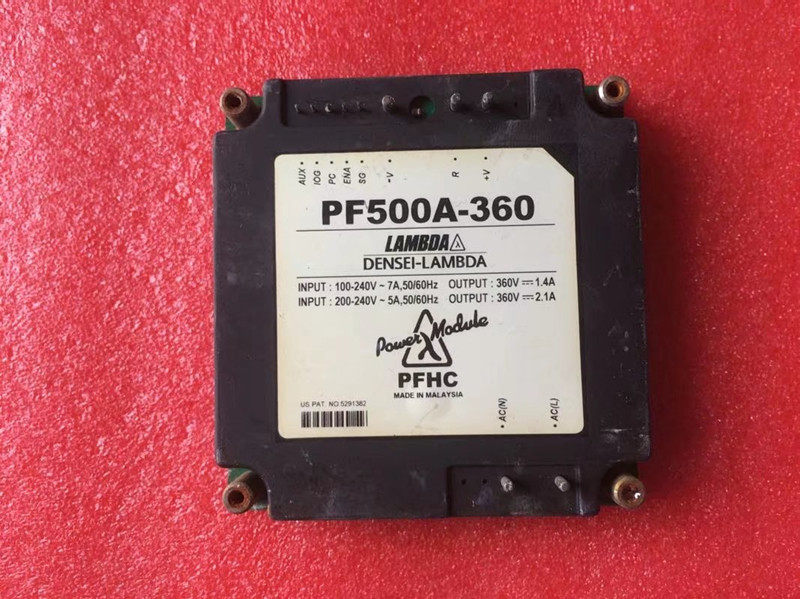 AUX
IOG
PC
ENA
SG
-V
R
+V
PF500A-360
LAMBDA
DENSEI-LAMBDA
INPUT : 100-240V ~ 7A,50/60Hz OUTPUT : 360V ⎓ 1.4A
INPUT : 200-240V ~ 5A,50/60Hz OUTPUT : 360V ⎓ 2.1A
Power Module
PFHC
MADE IN MALAYSIA
US PAT NO:5291382
AC(N)
AC(L)